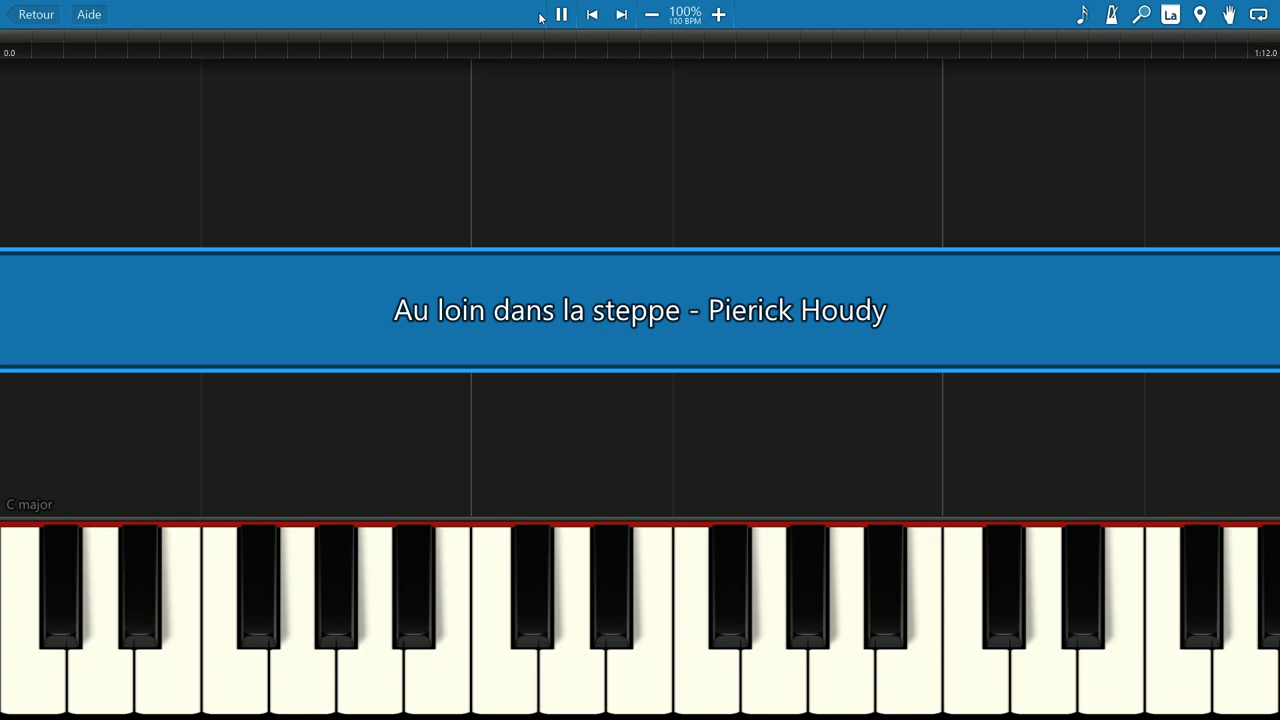 Retour Aide 100% La
100 BPM
0.0 1:12.0
Au loin dans la steppe - Pierick Houdy
C major